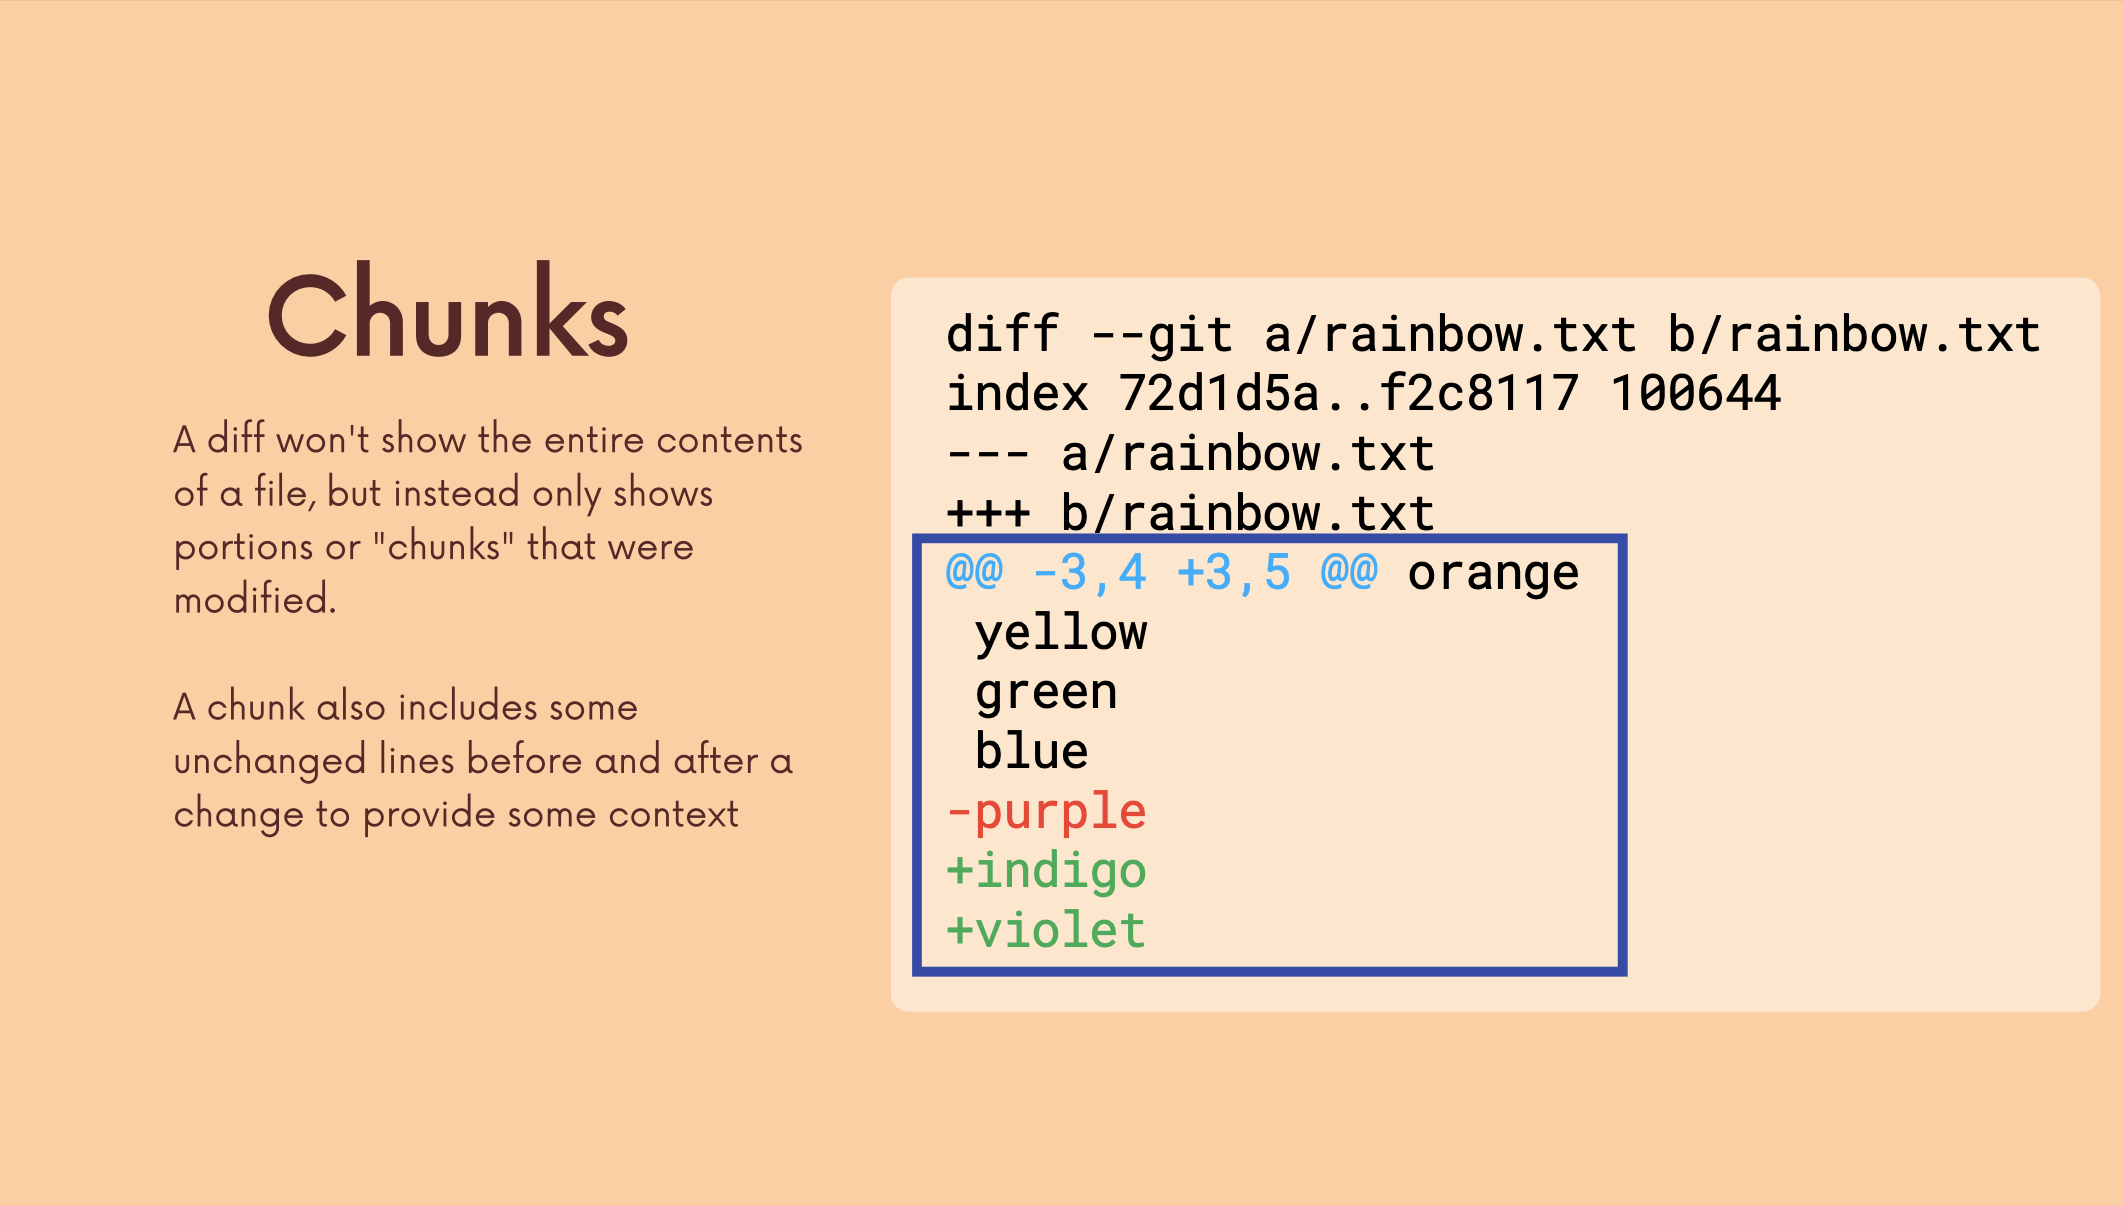 Chunks
A diff won't show the entire contents
of a file, but instead only shows
portions or "chunks" that were
modified.
A chunk also includes some
unchanged lines before and after a
change to provide some context
diff --git a/rainbow.txt b/rainbow.txt
index 72d1d5a..f2c8117 100644
--- a/rainbow.txt
+++ b/rainbow.txt
@@ -3,4 +3,5 @@ orange
 yellow
 green
 blue
-purple
+indigo
+violet